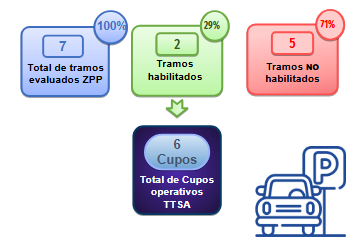 100%
7
Total de tramos
evaluados ZPP
29%
2
Tramos
habilitados
71%
5
Tramos NO
habilitados
6
Cupos
Total de Cupos
operativos
TTSA
P